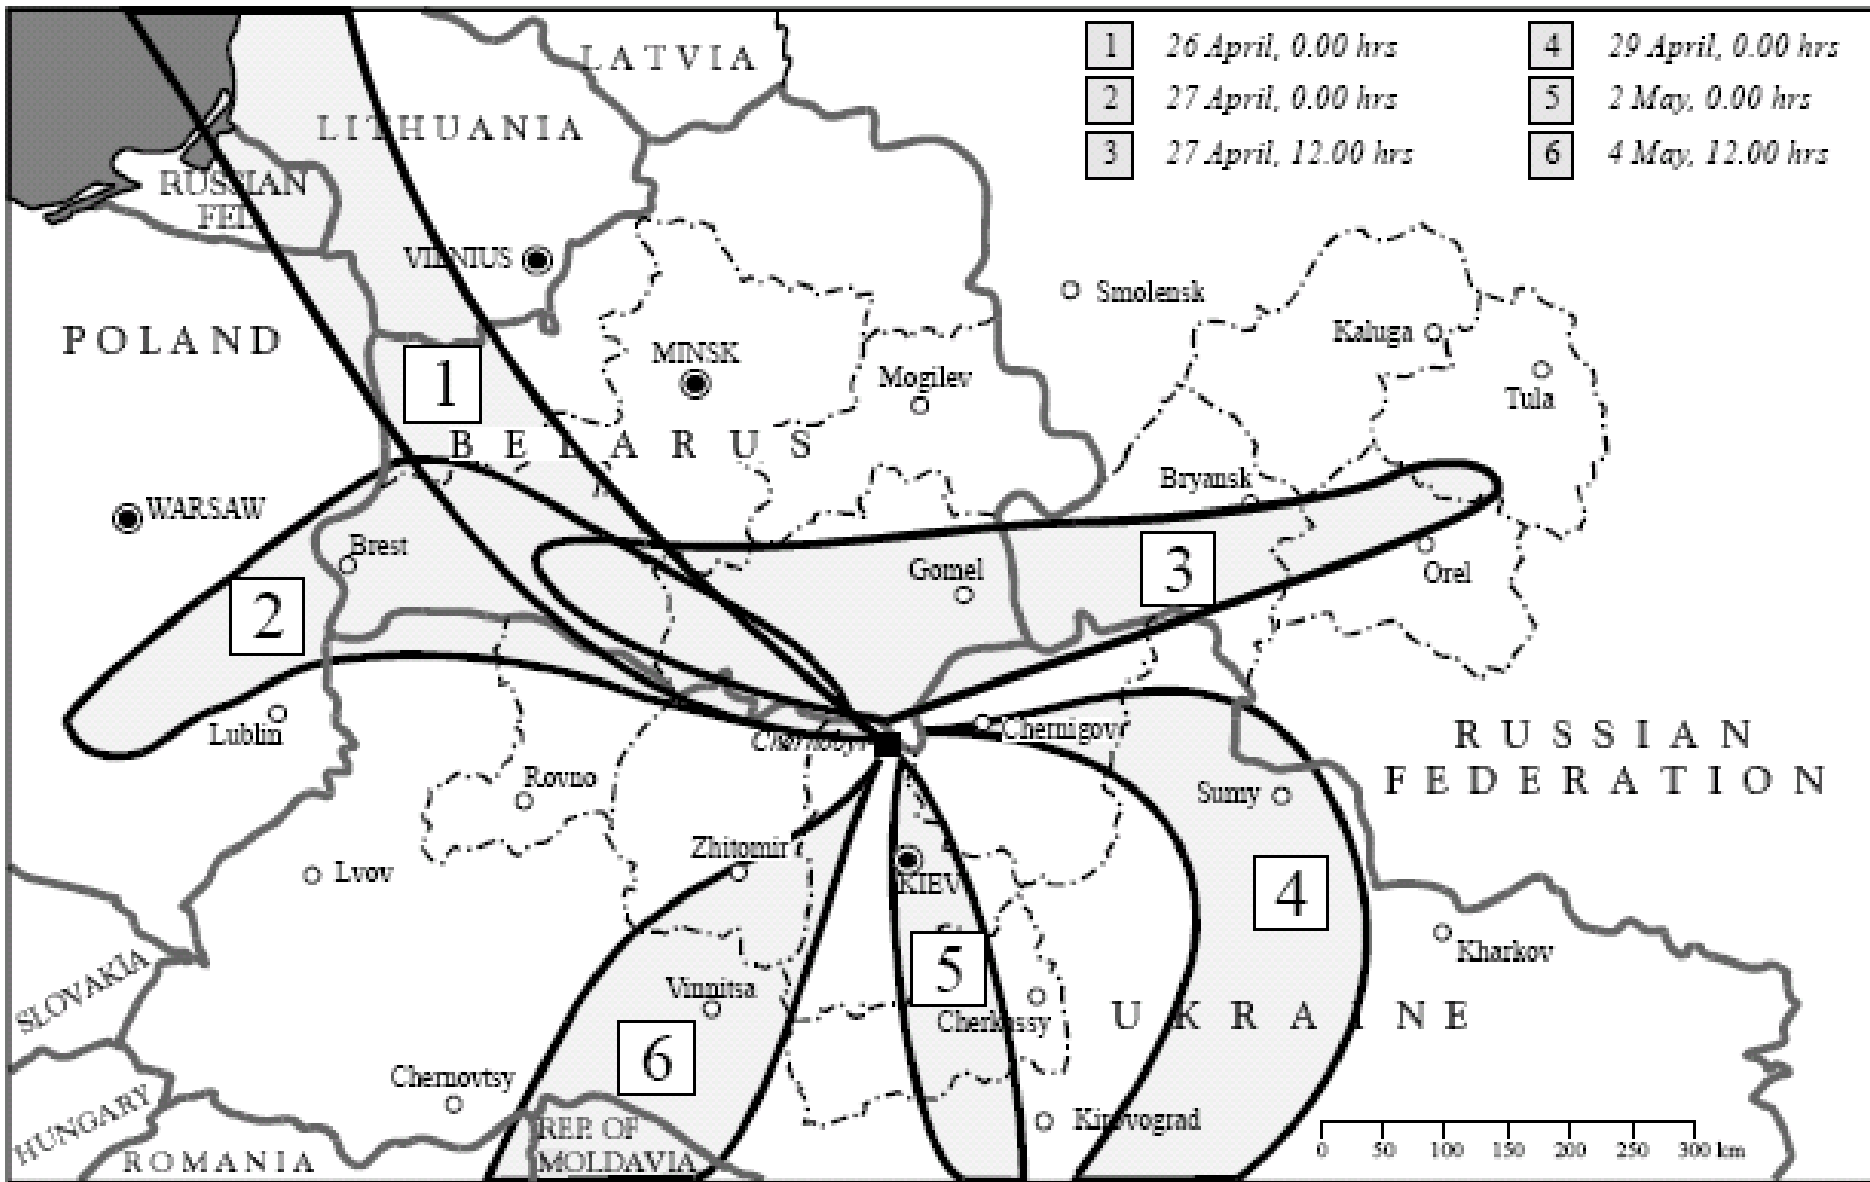 1 26 April, 0.00 hrs
2 27 April, 0.00 hrs
3 27 April, 12.00 hrs
4 29 April, 0.00 hrs
5 2 May, 0.00 hrs
6 4 May, 12.00 hrs
LATVIA
LITHUANIA
RUSSIAN
FED.
VILNIUS
Smolensk
POLAND
MINSK
Kaluga
1
Mogilev
Tula
BELARUS
WARSAW
Bryansk
Brest
Gomel
3
Orel
2
Lublin
Chernobyl
Chernigov
RUSSIAN
FEDERATION
Rovno
Sumy
Zhitomir
Lvov
KIEV
4
Kharkov
SLOVAKIA
5
Vinnitsa
Cherkassy
UKRAINE
6
Chernovtsy
HUNGARY
Kirovograd
REP. OF
MOLDAVIA
ROMANIA
0 50 100 150 200 250 300 km